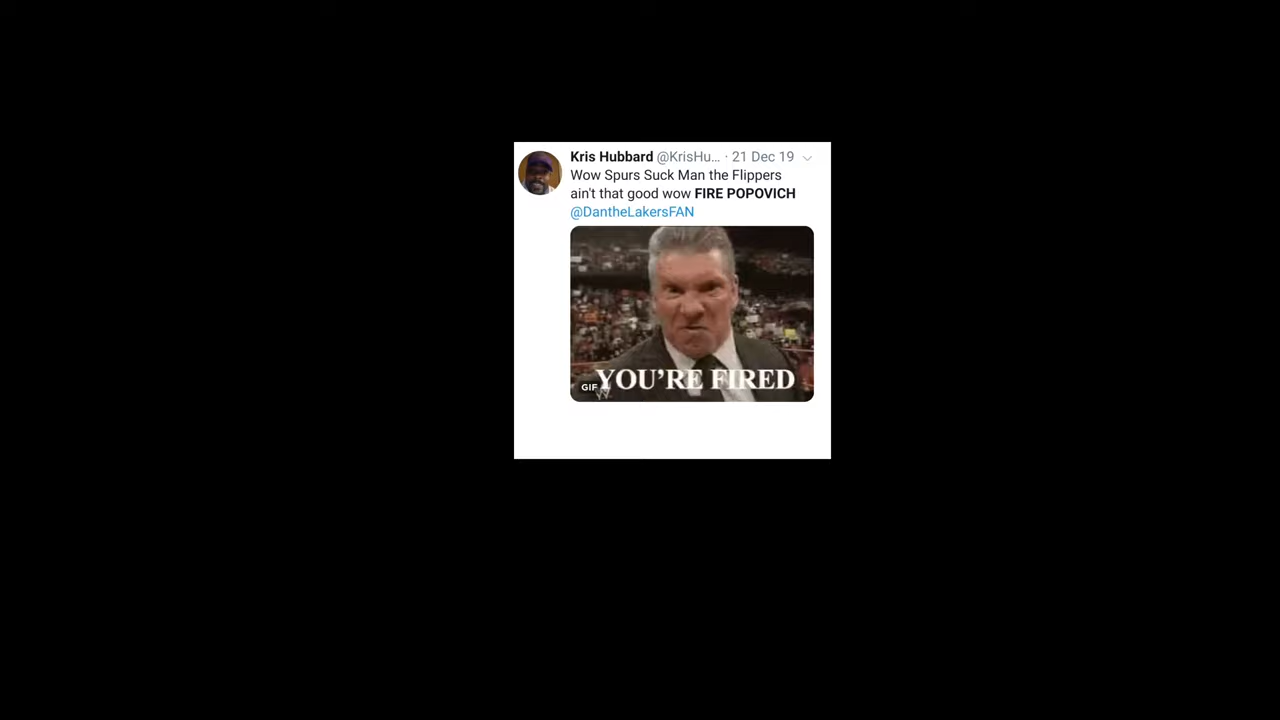 Kris Hubbard @KrisHu... · 21 Dec 19
Wow Spurs Suck Man the Flippers
ain't that good wow FIRE POPOVICH
@DantheLakersFAN
YOU'RE FIRED
GIF
W